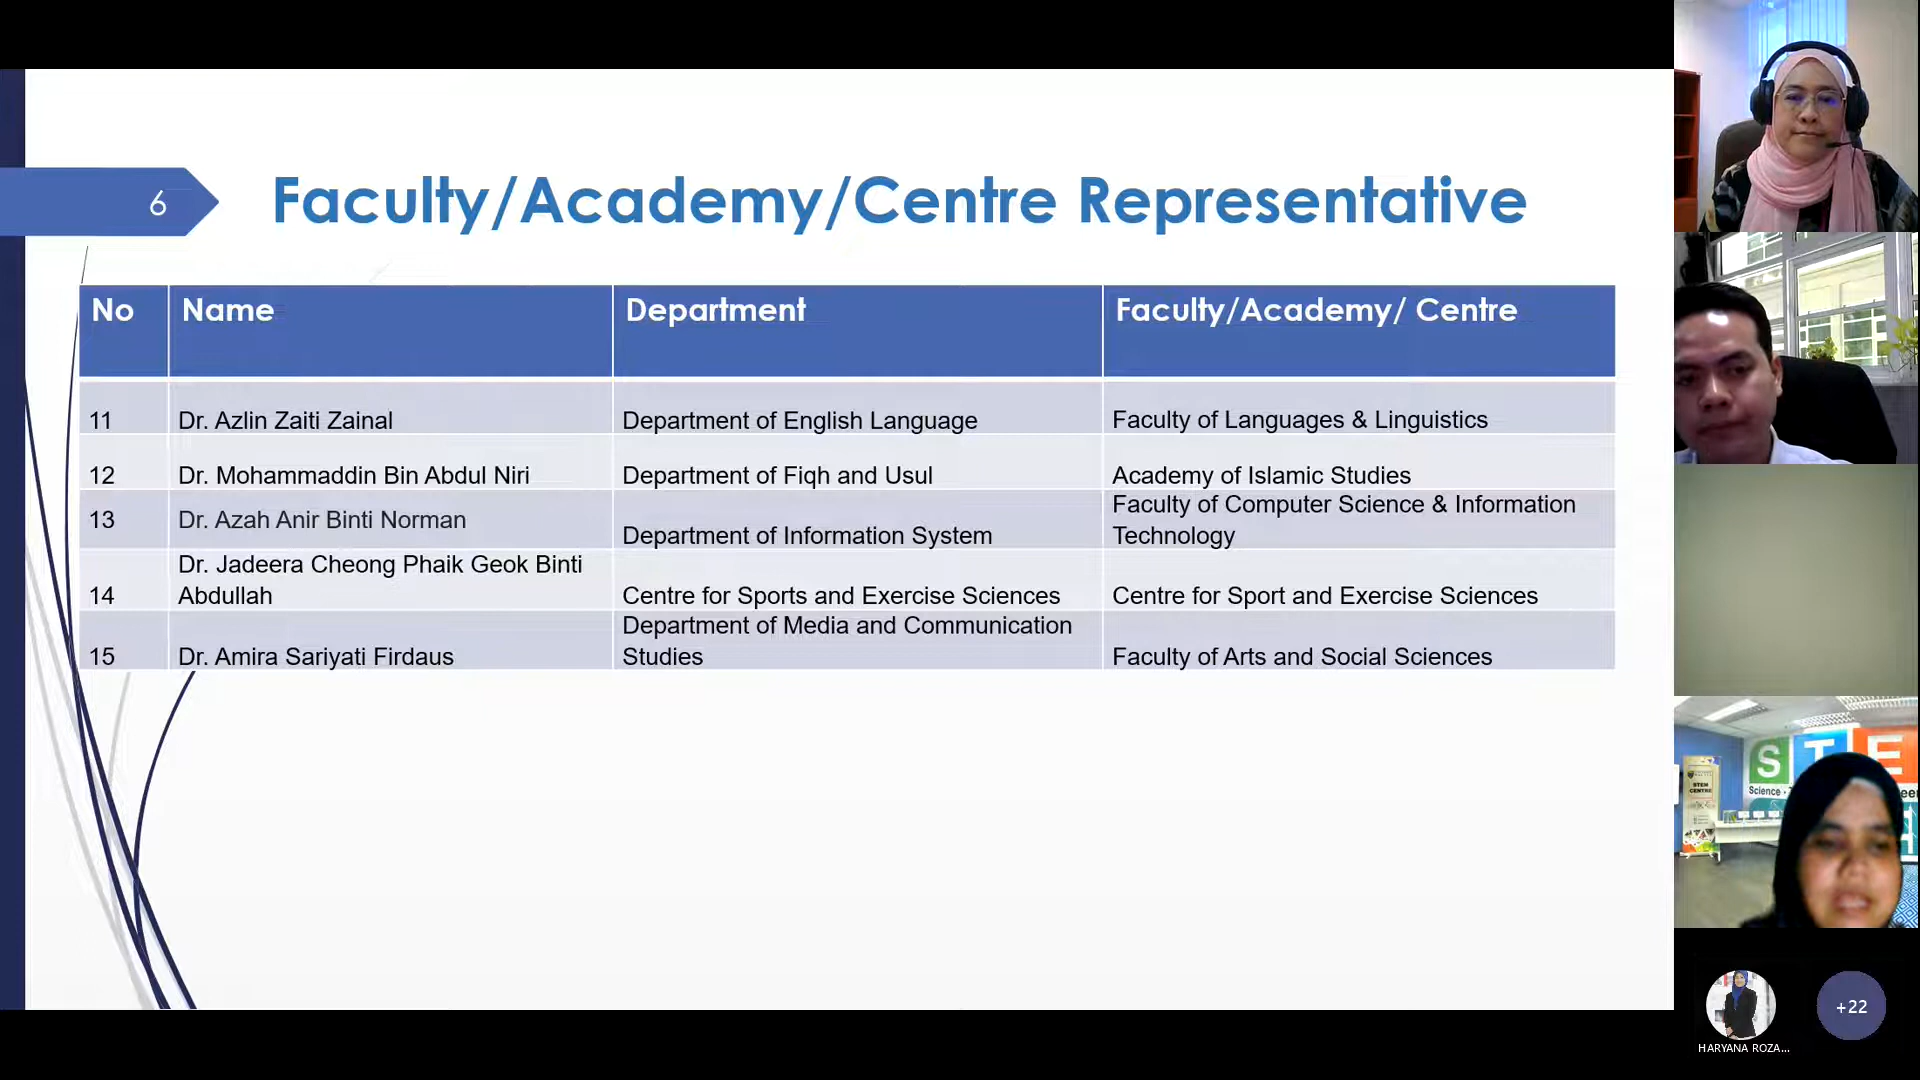 6
Faculty/Academy/Centre Representative
No Name Department Faculty/Academy/ Centre
11 Dr. Azlin Zaiti Zainal Department of English Language Faculty of Languages & Linguistics
12 Dr. Mohammaddin Bin Abdul Niri Department of Fiqh and Usul Academy of Islamic Studies
13 Dr. Azah Anir Binti Norman Department of Information System Faculty of Computer Science & Information
Technology
14 Dr. Jadeera Cheong Phaik Geok Binti
Abdullah Centre for Sports and Exercise Sciences Centre for Sport and Exercise Sciences
15 Dr. Amira Sariyati Firdaus Department of Media and Communication
Studies Faculty of Arts and Social Sciences
S T E
Science
STEM
CENTRE
+22
HARYANA ROZA...